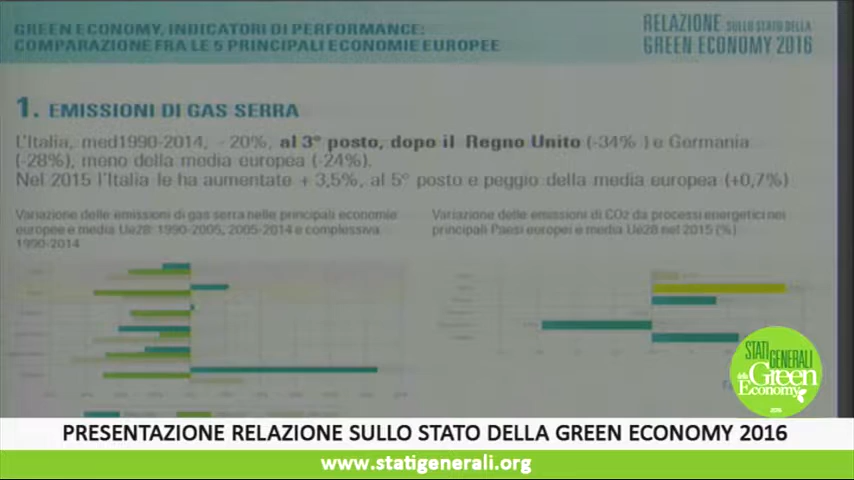 GREEN ECONOMY, INDICATORI DI PERFORMANCE:
COMPARAZIONE FRA LE 5 PRINCIPALI ECONOMIE EUROPEE
RELAZIONE SULLO STATO DELLA
GREEN ECONOMY 2016
1. EMISSIONI DI GAS SERRA
L'Italia, med1990-2014, - 20%, al 3° posto, dopo il Regno Unito (-34% ) e Germania
(-28%), meno della media europea (-24%).
Nel 2015 l'Italia le ha aumentate + 3,5%, al 5° posto e peggio della media europea (+0,7%)
Variazione delle emissioni di gas serra nelle principali economie
europee e media Ue28: 1990-2005, 2005-2014 e complessiva
1990-2014
Variazione delle emissioni di CO2 da processi energetici nei
principali Paesi europei e media Ue28 nel 2015 (%)
STATI GENERALI
della Green
Economy
2016
PRESENTAZIONE RELAZIONE SULLO STATO DELLA GREEN ECONOMY 2016
www.statigenerali.org